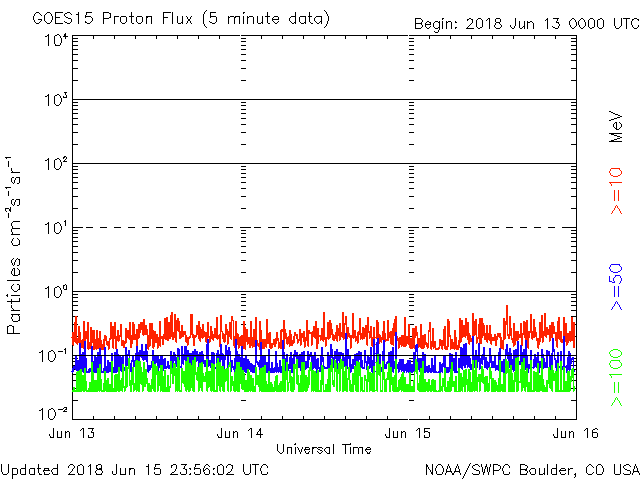 GOES15 Proton Flux (5 minute data)
Begin: 2018 Jun 13 0000 UTC
10⁴
10³
10²
10¹
10⁰
10⁻¹
10⁻²
Particles cm⁻²s⁻¹sr⁻¹
MeV
>=10
>=50
>=100
Jun 13
Jun 14
Jun 15
Jun 16
Universal Time
Updated 2018 Jun 15 23:56:02 UTC
NOAA/SWPC Boulder, CO USA